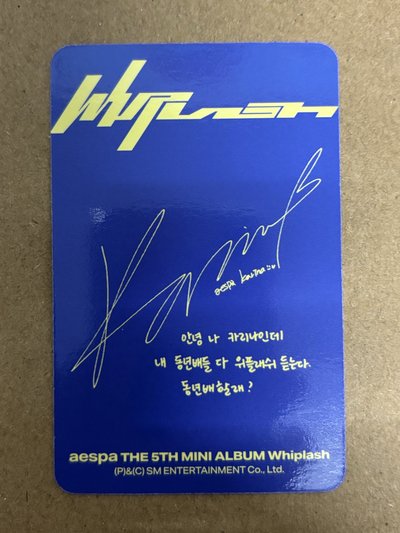 Whiplash
Karina
aespa KARINA
안녕 나 카리나인데
내 동년배들 다 위플래쉬 듣는다.
동년배할래?
aespa THE 5TH MINI ALBUM Whiplash
(P)&(C) SM ENTERTAINMENT Co., Ltd.